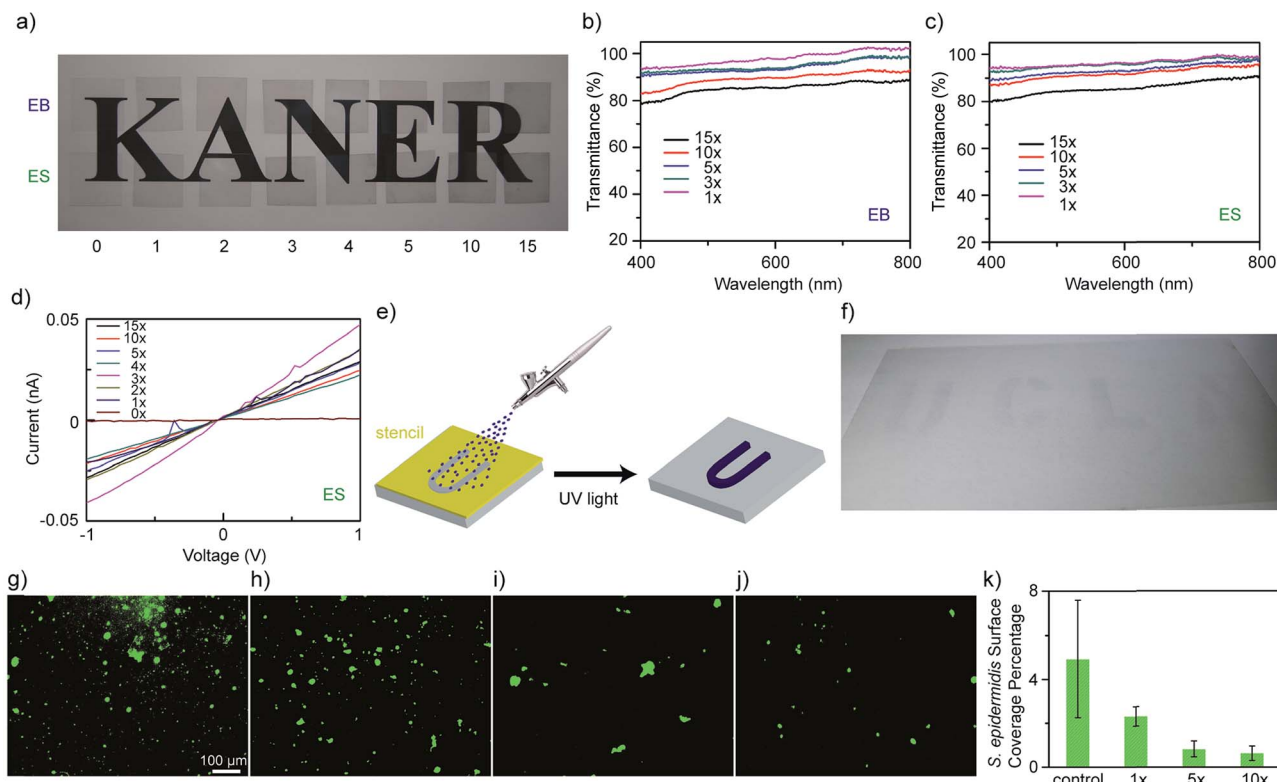 a)
EB
ES
KANER
0 1 2 3 4 5 10 15
b)
Transmittance (%)
100
80
60
40
20
15x
10x
5x
3x
1x
EB
400 600 800
Wavelength (nm)
c)
Transmittance (%)
100
80
60
40
20
15x
10x
5x
3x
1x
ES
400 600 800
Wavelength (nm)
d)
Current (nA)
0.05
0
-0.05
15x
10x
5x
4x
3x
2x
1x
0x
ES
-1 0 1
Voltage (V)
e)
stencil
UV light
U
U
f)
UCLA
g)
100 µm
h)
i)
j)
k)
S. epidermidis Surface
Coverage Percentage
8
4
0
control 1x 5x 10x